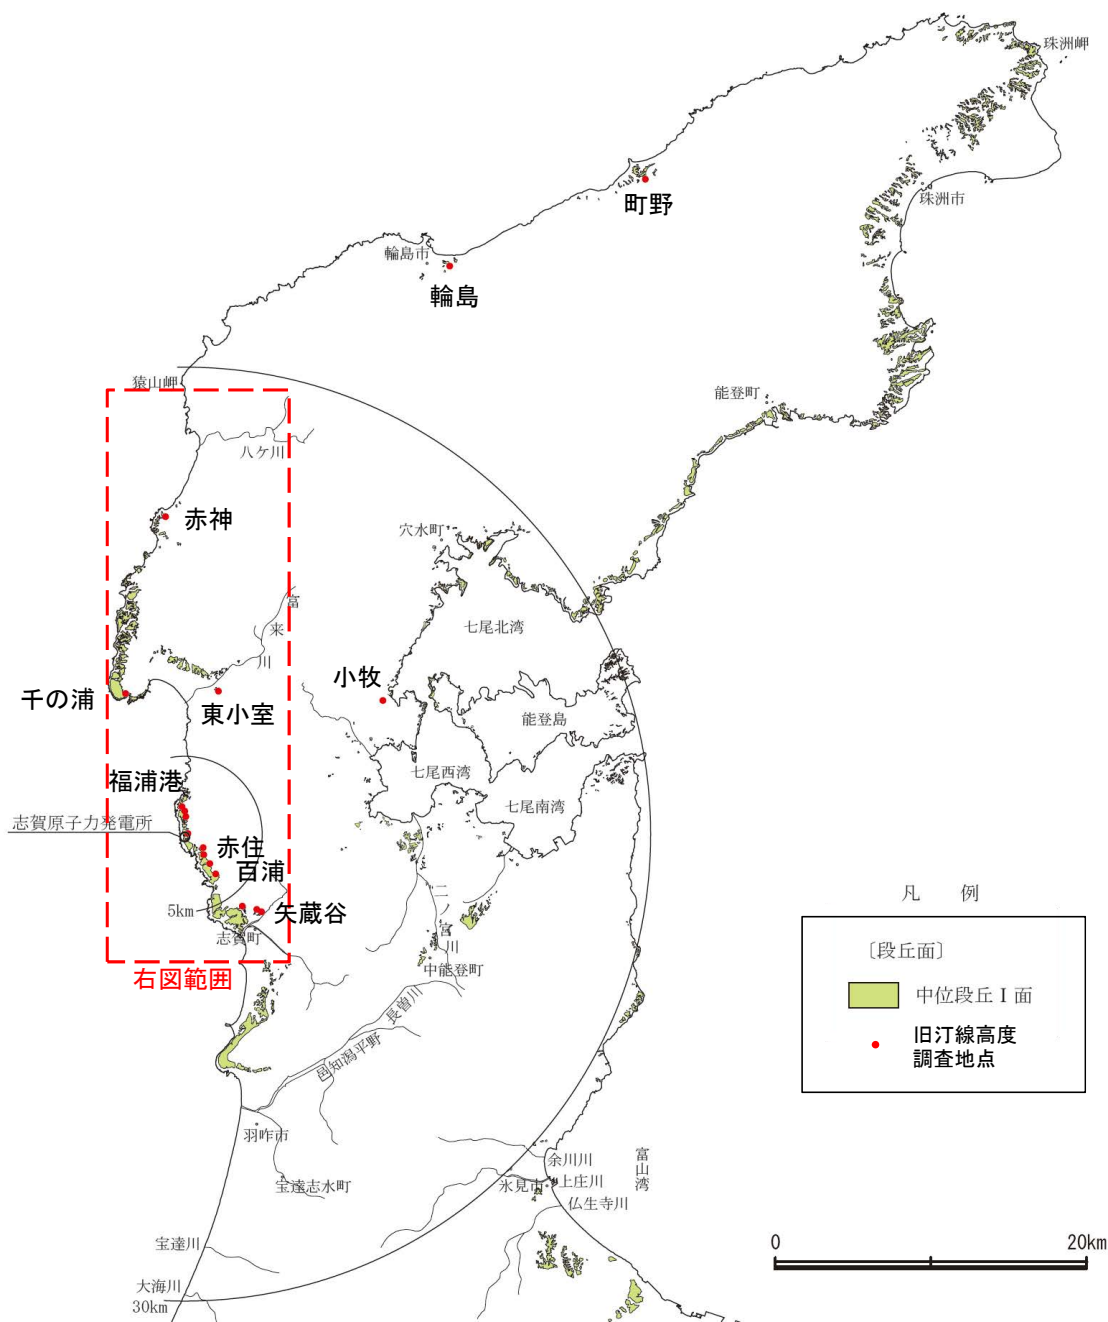 珠洲岬
珠洲市
町野
輪島市
輪島
猿山岬
能登町
八ケ川
赤神
穴水町
富来川
七尾北湾
小牧
千の浦
東小室
能登島
七尾西湾
福浦港
七尾南湾
志賀原子力発電所
赤住
百浦
二ノ宮川
5km
矢蔵谷
志賀町
中能登町
右図範囲
長曽川
邑知潟平野
凡 例
〔段丘面〕
中位段丘Ⅰ面
旧汀線高度
調査地点
羽咋市
余川川
富山湾
宝達志水町
氷見市
上庄川
仏生寺川
宝達川
0
20km
大海川
30km